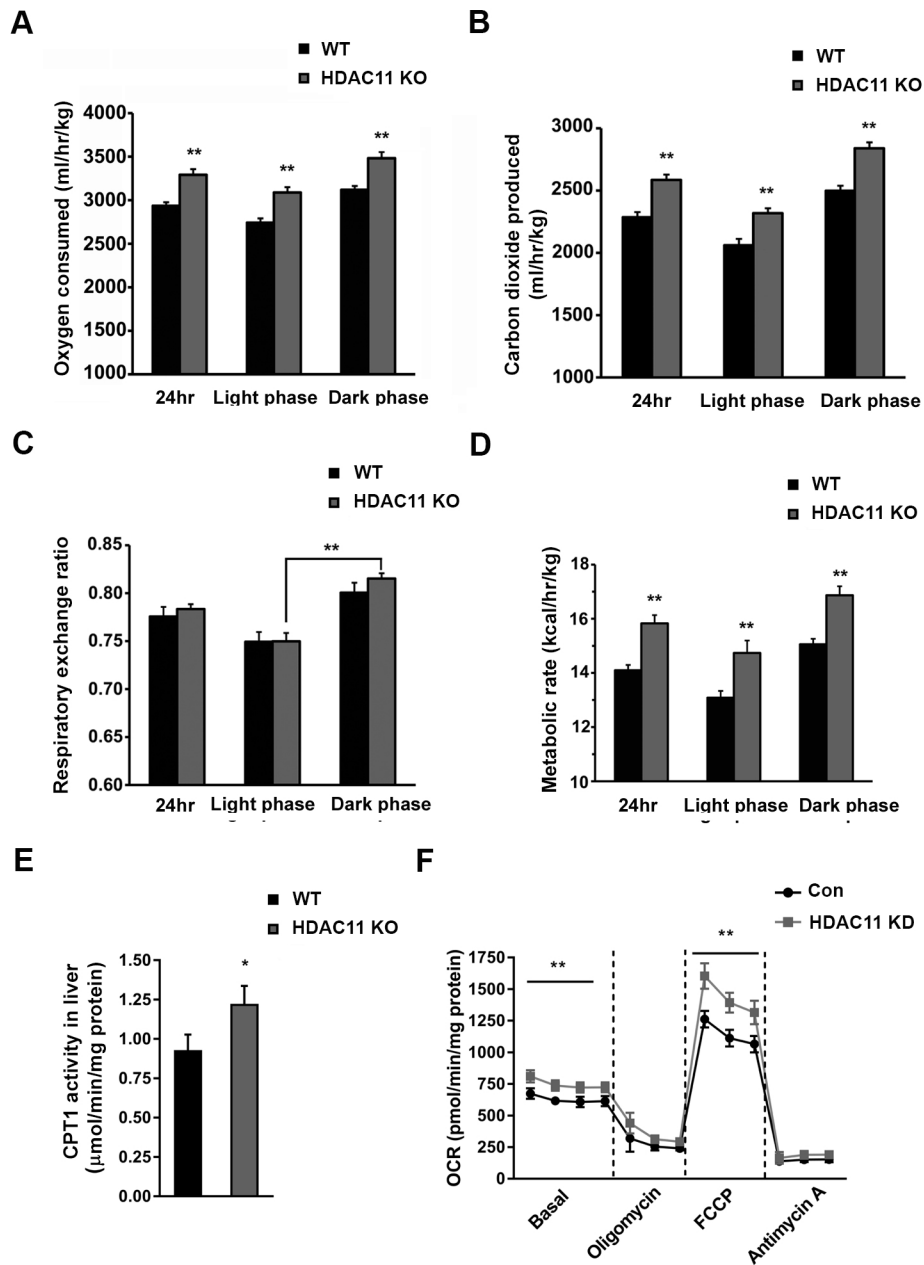 A
WT
HDAC11 KO
Oxygen consumed (ml/hr/kg)
4000
3500
3000
2500
2000
1500
1000
**
**
**
24hr
Light phase
Dark phase
B
WT
HDAC11 KO
Carbon dioxide produced
(ml/hr/kg)
3000
2500
2000
1500
1000
**
**
**
24hr
Light phase
Dark phase
C
WT
HDAC11 KO
Respiratory exchange ratio
0.85
0.80
0.75
0.70
0.65
0.60
**
24hr
Light phase
Dark phase
D
WT
HDAC11 KO
Metabolic rate (kcal/hr/kg)
18
16
14
12
10
**
**
**
24hr
Light phase
Dark phase
E
WT
HDAC11 KO
CPT1 activity in liver
(μmol/min/mg protein)
1.50
1.25
1.00
0.75
0.50
0.25
0.00
*
F
Con
HDAC11 KD
OCR (pmol/min/mg protein)
1750
1500
1250
1000
750
500
250
0
**
**
Basal
Oligomycin
FCCP
Antimycin A